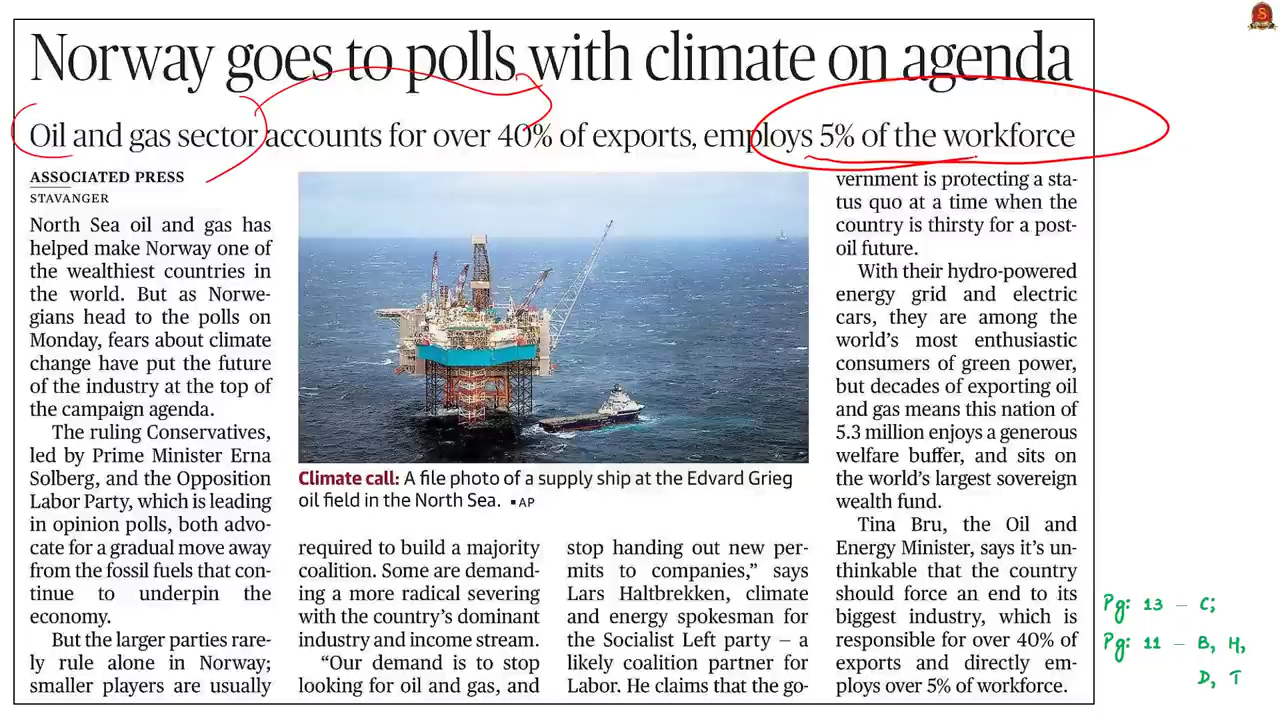 Norway goes to polls with climate on agenda
Oil and gas sector accounts for over 40% of exports, employs 5% of the workforce
ASSOCIATED PRESS
STAVANGER
North Sea oil and gas has
helped make Norway one of
the wealthiest countries in
the world. But as Norwe-
gians head to the polls on
Monday, fears about climate
change have put the future
of the industry at the top of
the campaign agenda.
The ruling Conservatives,
led by Prime Minister Erna
Solberg, and the Opposition
Labor Party, which is leading
in opinion polls, both advo-
cate for a gradual move away
from the fossil fuels that con-
tinue to underpin the
economy.
But the larger parties rare-
ly rule alone in Norway;
smaller players are usually
Climate call: A file photo of a supply ship at the Edvard Grieg
oil field in the North Sea. ▪AP
required to build a majority
coalition. Some are demand-
ing a more radical severing
with the country's dominant
industry and income stream.
"Our demand is to stop
looking for oil and gas, and
stop handing out new per-
mits to companies," says
Lars Haltbrekken, climate
and energy spokesman for
the Socialist Left party – a
likely coalition partner for
Labor. He claims that the go-
vernment is protecting a sta-
tus quo at a time when the
country is thirsty for a post-
oil future.
With their hydro-powered
energy grid and electric
cars, they are among the
world's most enthusiastic
consumers of green power,
but decades of exporting oil
and gas means this nation of
5.3 million enjoys a generous
welfare buffer, and sits on
the world's largest sovereign
wealth fund.
Tina Bru, the Oil and
Energy Minister, says it's un-
thinkable that the country
should force an end to its
biggest industry, which is
responsible for over 40% of
exports and directly em-
ploys over 5% of workforce.
Pg: 13 – C;
Pg: 11 – B, H,
D, T